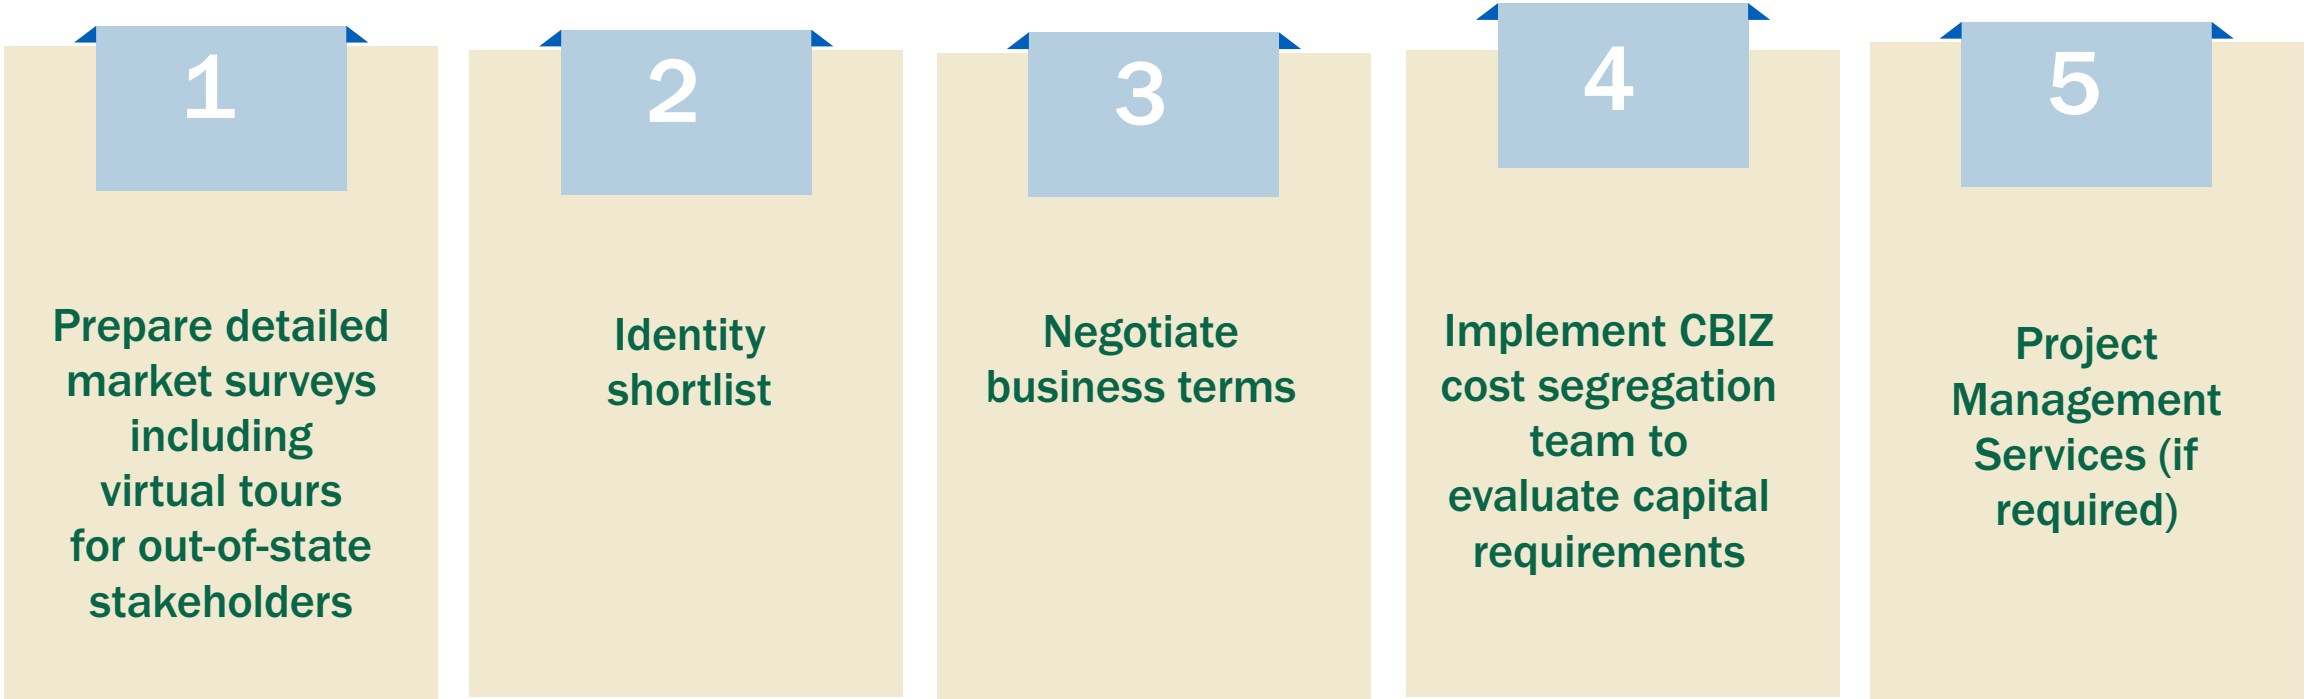 1
Prepare detailed
market surveys
including
virtual tours
for out-of-state
stakeholders
2
Identity
shortlist
3
Negotiate
business terms
4
Implement CBIZ
cost segregation
team to
evaluate capital
requirements
5
Project
Management
Services (if
required)